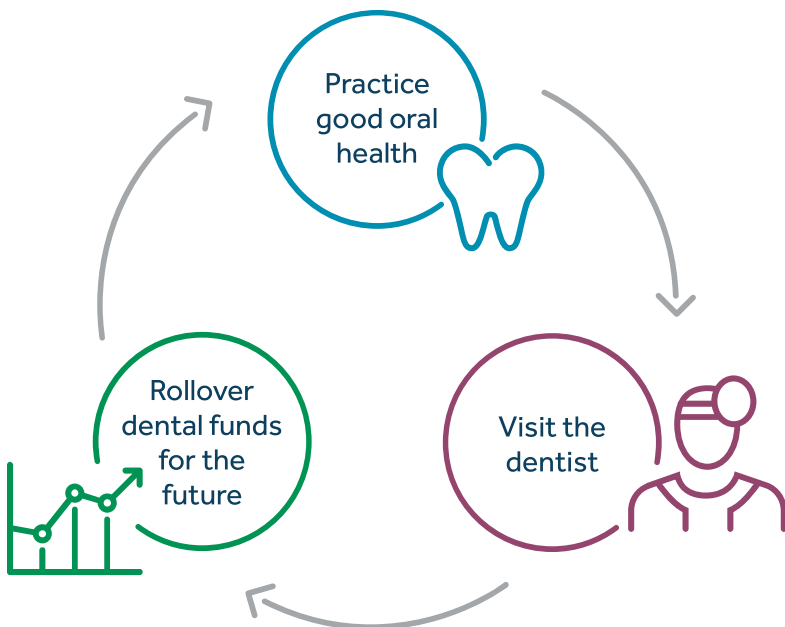 Practice
good oral
health
Visit the
dentist
Rollover
dental funds
for the
future